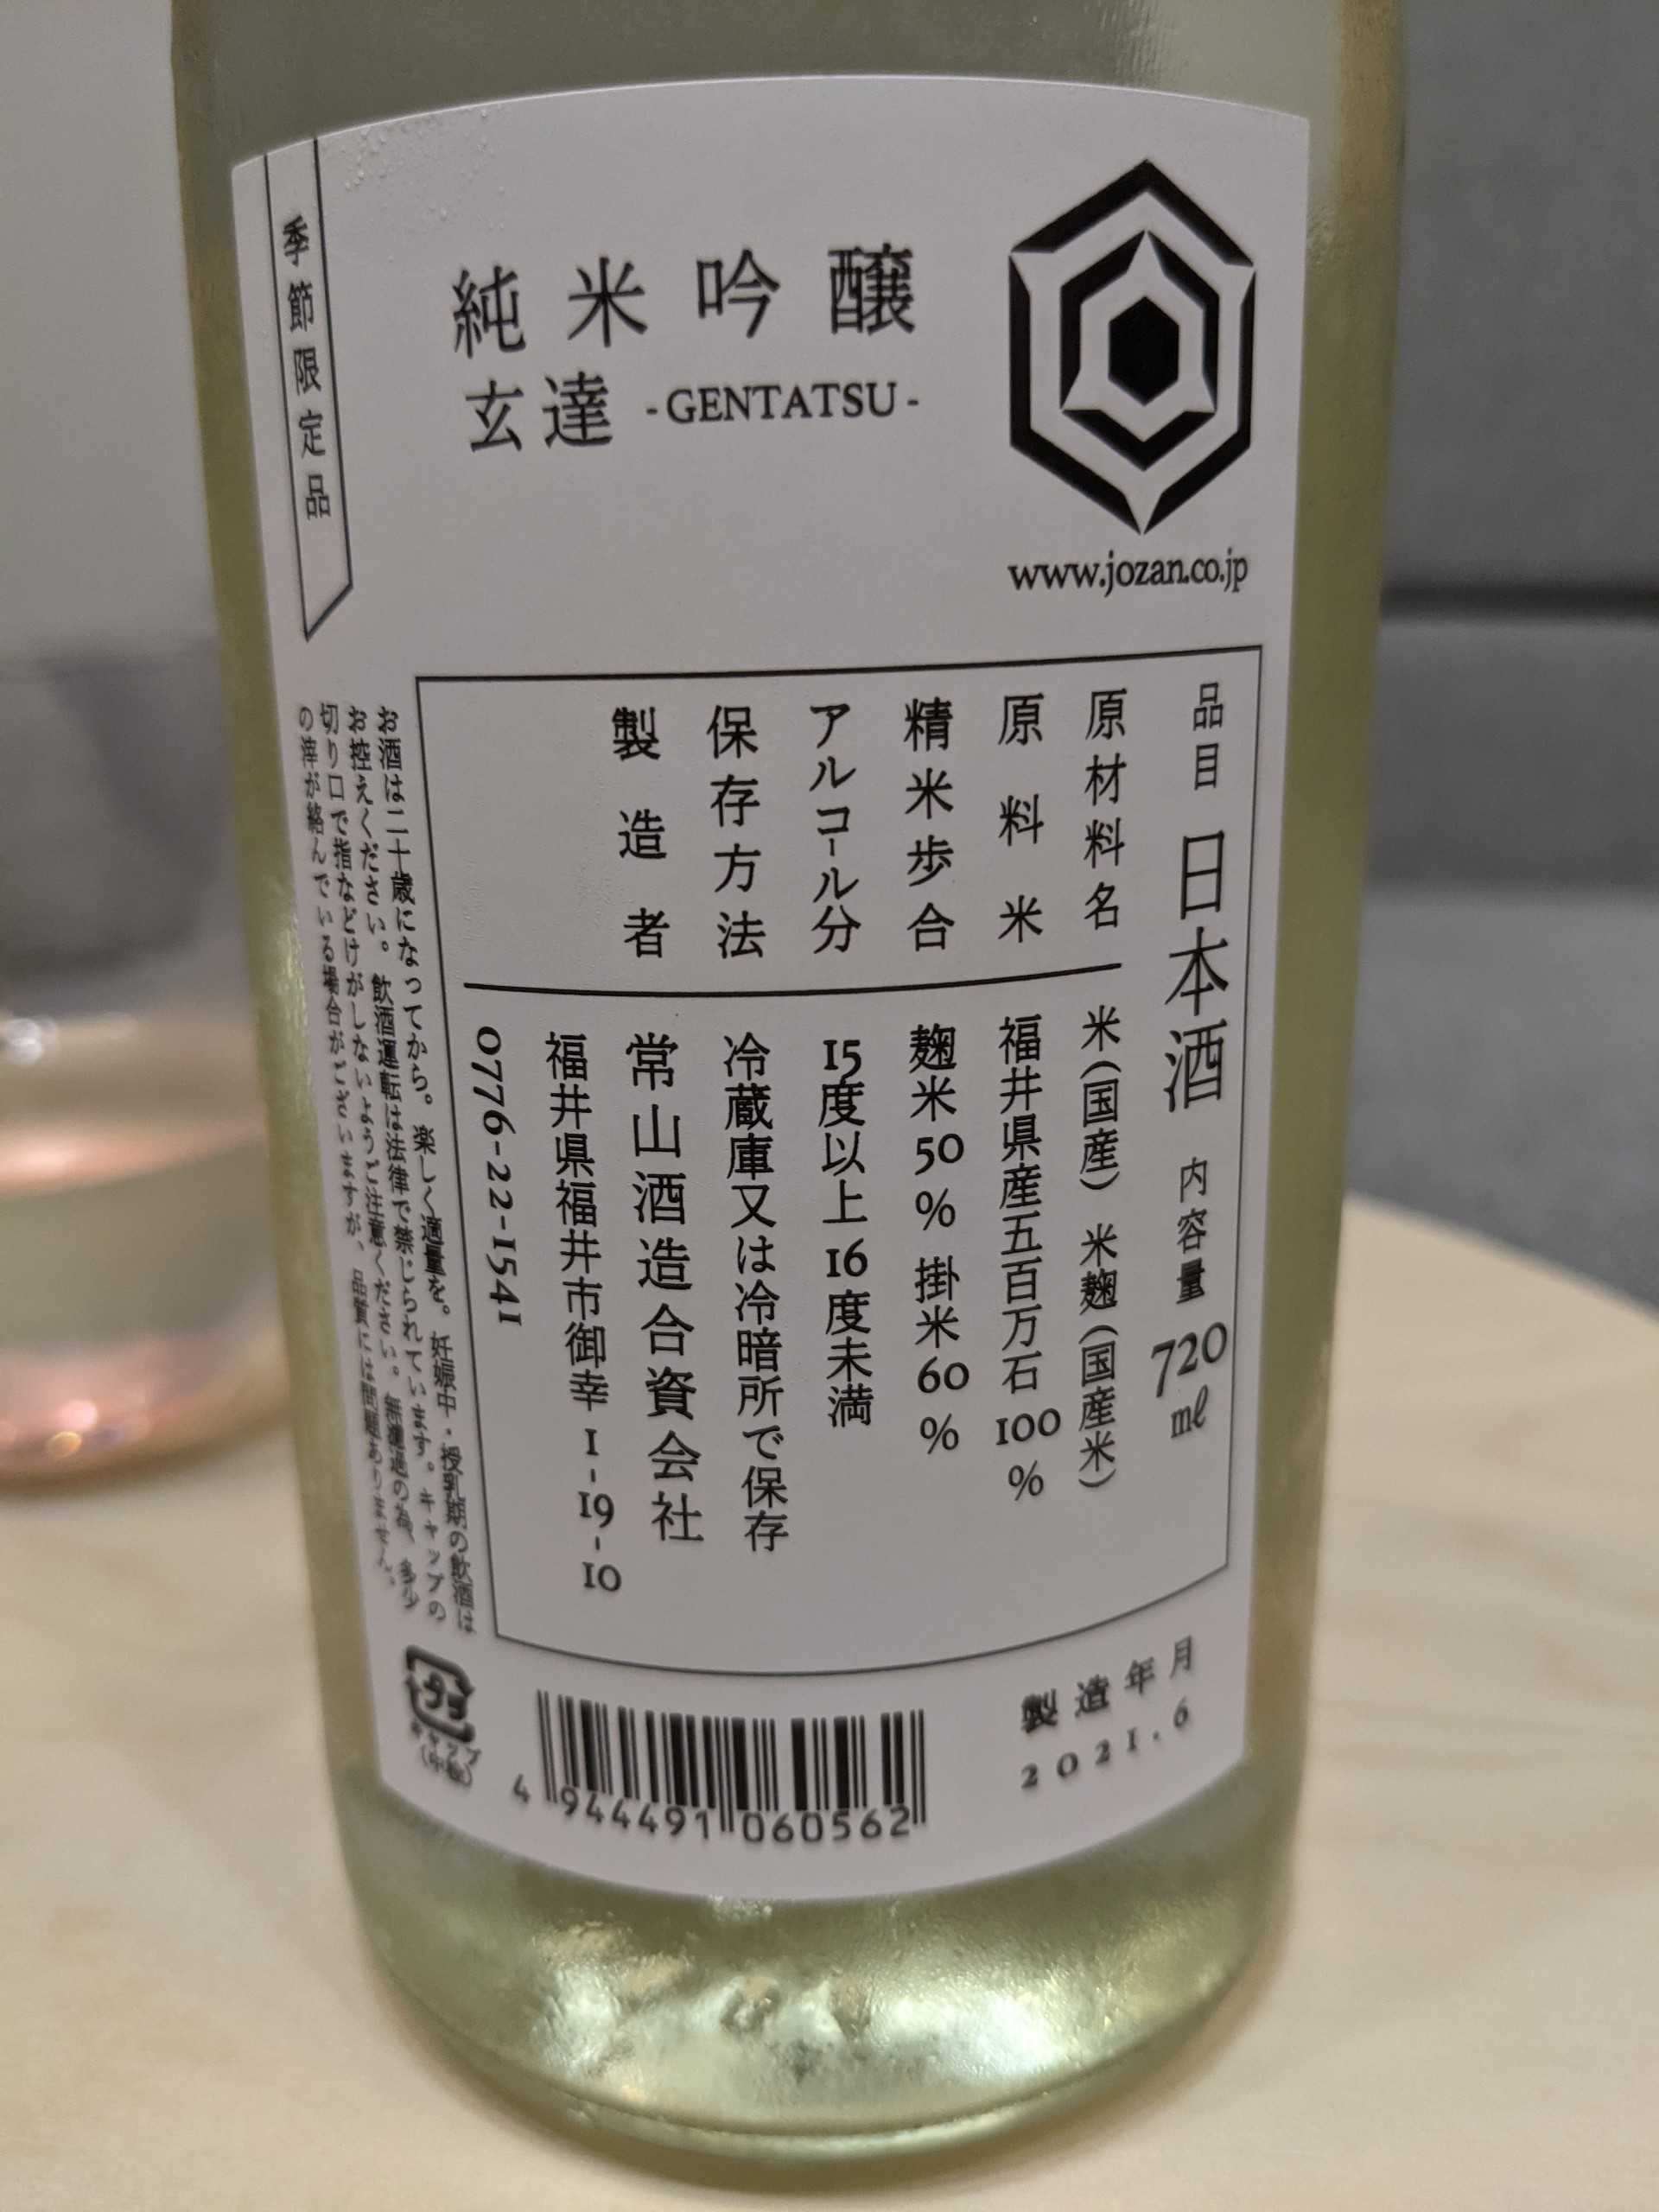 季節限定品
純米吟醸
玄達 -GENTATSU-
www.jozan.co.jp
品目 日本酒 内容量 720 ml
原材料名 米(国産) 米麹(国産米)
原料米 福井県産五百万石 100%
精米歩合 麹米50% 掛米60%
アルコール分 15度以上16度未満
保存方法 冷蔵庫又は冷暗所で保存
製造者 常山酒造合資会社
福井県福井市御幸1-19-10
0776-22-1541
お酒は二十歳になってから。楽しく適量を。妊娠中・授乳期の飲酒は
お控えください。飲酒運転は法律で禁じられています。キャップの
切り口で指などけがしないようご注意ください。無濾過の為、多少
の滓が絡んでいる場合がございますが、品質には問題ありません。
キャップ
(中栓)
4 944491 060562
製造年月
2021.6